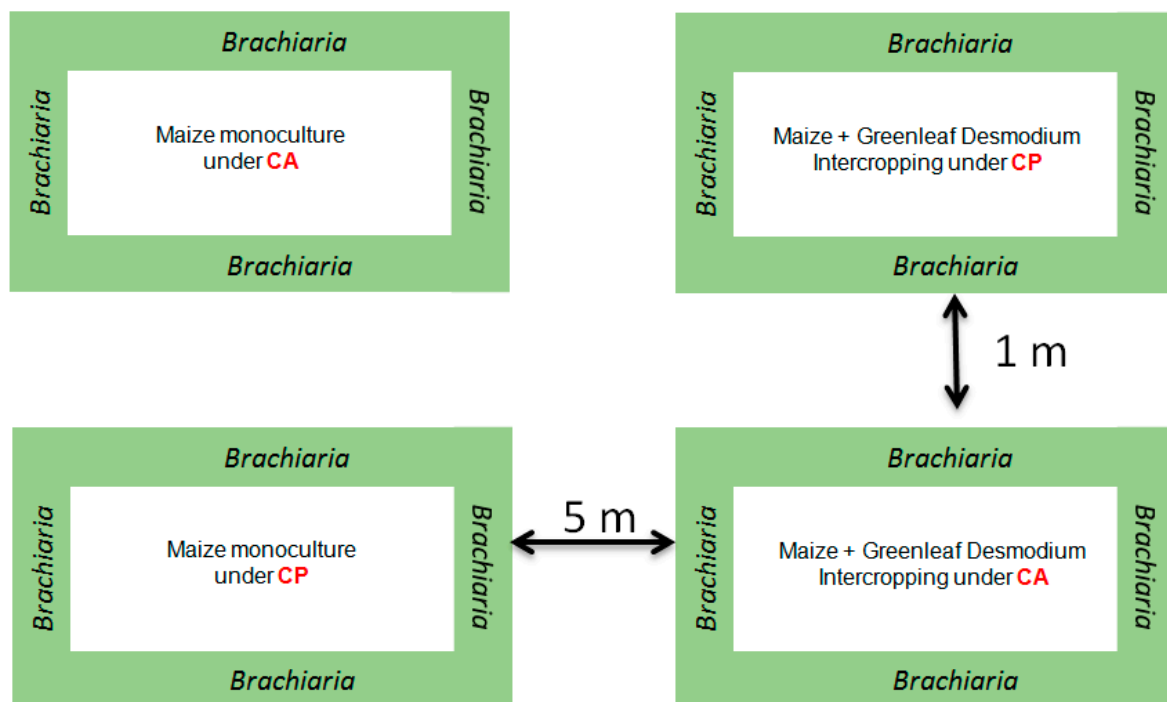 Brachiaria
Brachiaria
Maize monoculture
under CA
Brachiaria
Brachiaria
Brachiaria
Brachiaria
Maize + Greenleaf Desmodium
Intercropping under CP
Brachiaria
Brachiaria
1 m
Brachiaria
Brachiaria
Maize monoculture
under CP
Brachiaria
Brachiaria
5 m
Brachiaria
Brachiaria
Maize + Greenleaf Desmodium
Intercropping under CA
Brachiaria
Brachiaria